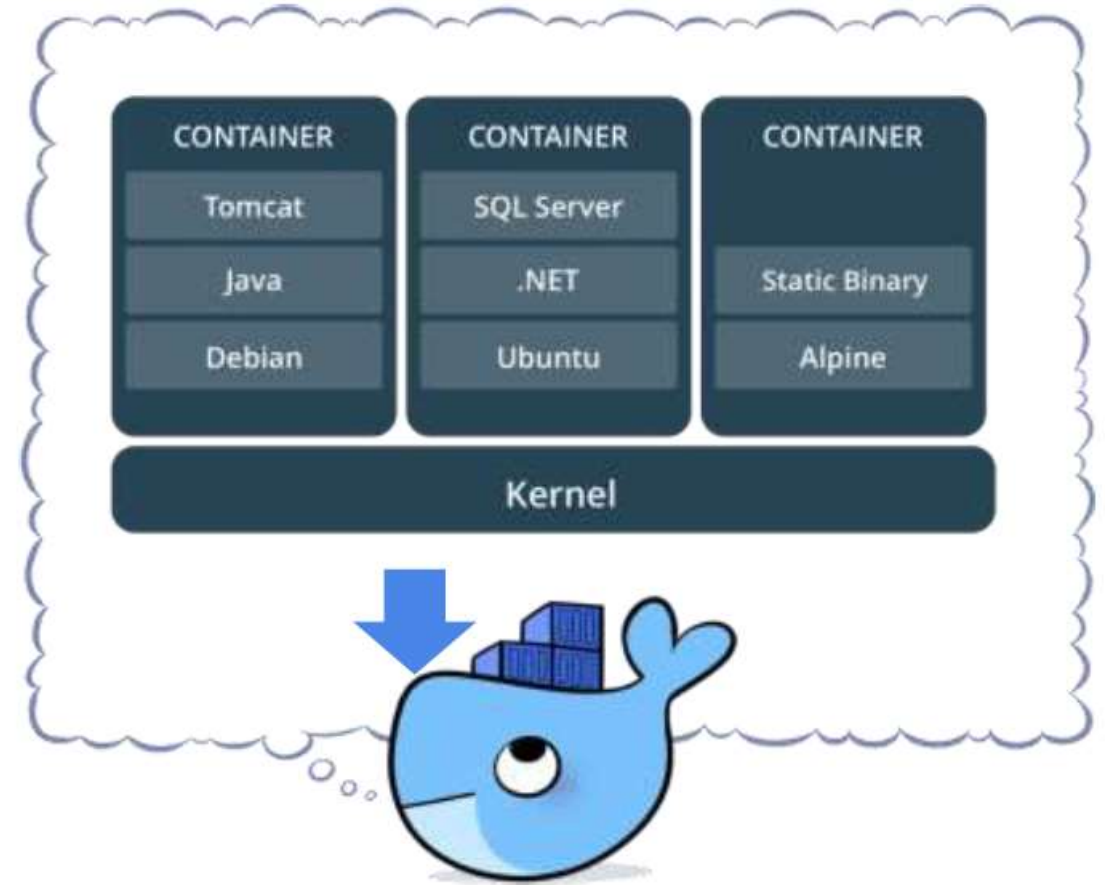 CONTAINER
Tomcat
Java
Debian
CONTAINER
SQL Server
.NET
Ubuntu
CONTAINER
Static Binary
Alpine
Kernel